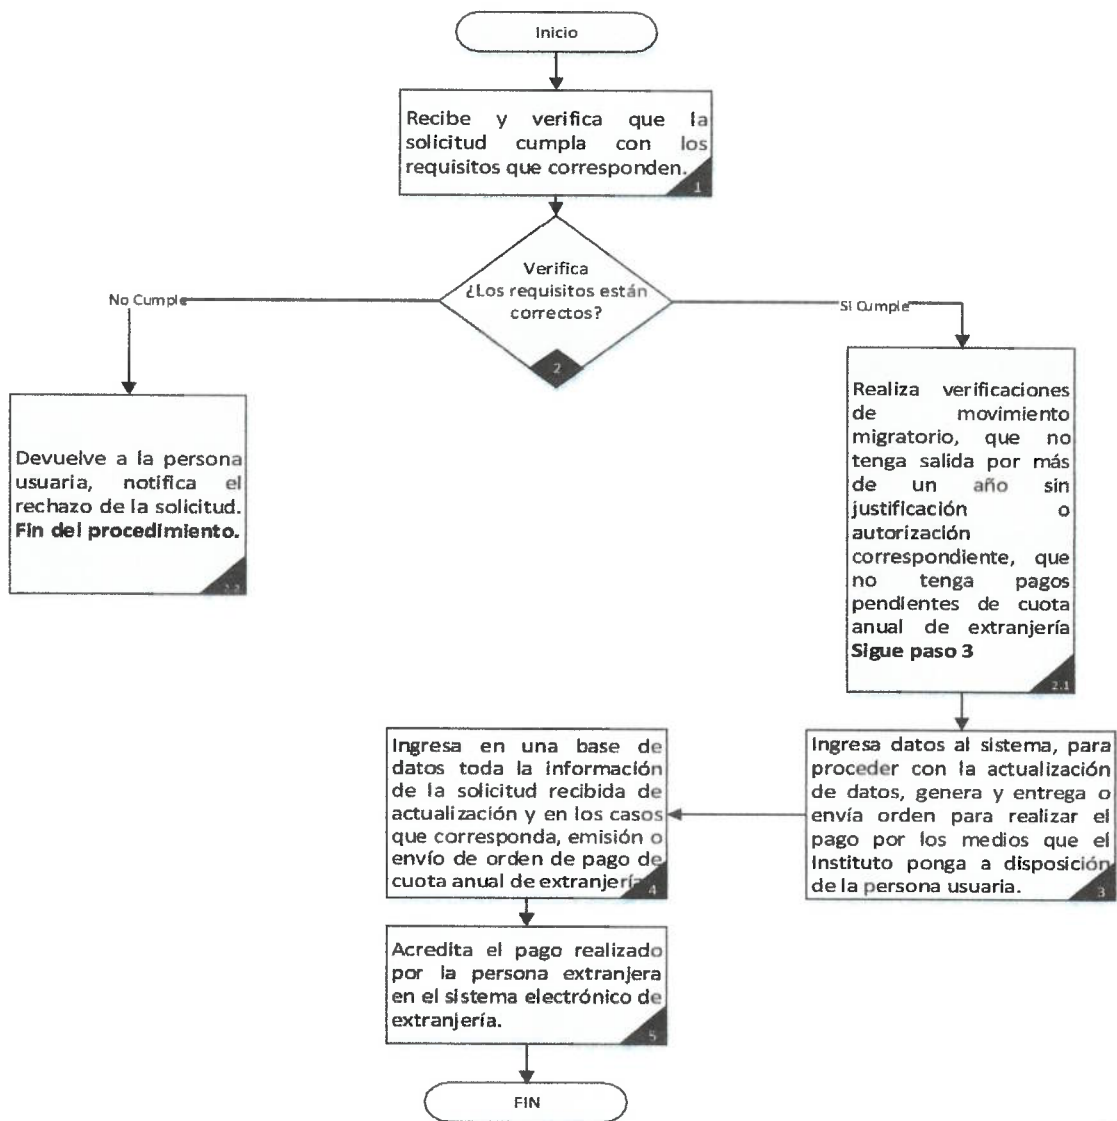 Inicio
Recibe y verifica que la
solicitud cumpla con los
requisitos que corresponden.
1
Verifica
¿Los requisitos están
correctos?
2
No Cumple
Si Cumple
Devuelve a la persona
usuaria, notifica el
rechazo de la solicitud.
Fin del procedimiento.
2.2
Realiza verificaciones
de movimiento
migratorio, que no
tenga salida por más
de un año sin
justificación o
autorización
correspondiente, que
no tenga pagos
pendientes de cuota
anual de extranjería
Sigue paso 3
2.1
Ingresa datos al sistema, para
proceder con la actualización
de datos, genera y entrega o
envía orden para realizar el
pago por los medios que el
Instituto ponga a disposición
de la persona usuaria.
3
Ingresa en una base de
datos toda la información
de la solicitud recibida de
actualización y en los casos
que corresponda, emisión o
envío de orden de pago de
cuota anual de extranjería
4
Acredita el pago realizado
por la persona extranjera
en el sistema electrónico de
extranjería.
5
FIN